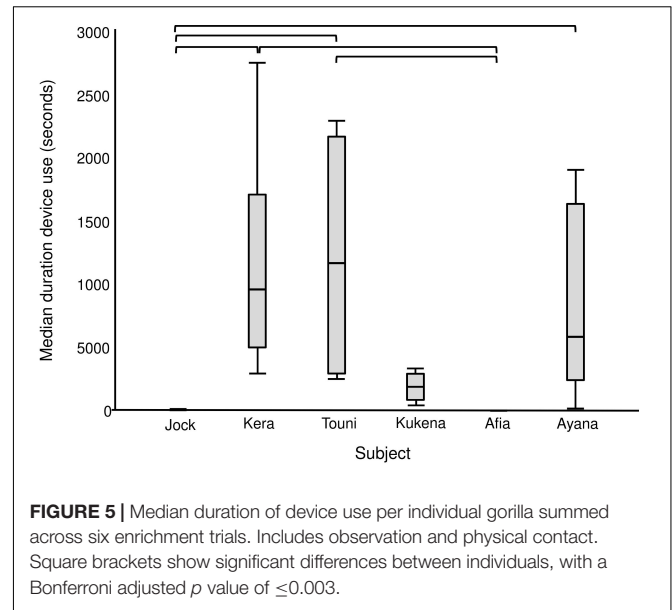 3000
2500
2000
1500
1000
5000
0
Median duration device use (seconds)
Jock Kera Touni Kukena Afia Ayana
Subject
FIGURE 5 | Median duration of device use per individual gorilla summed
across six enrichment trials. Includes observation and physical contact.
Square brackets show significant differences between individuals, with a
Bonferroni adjusted p value of ≤0.003.